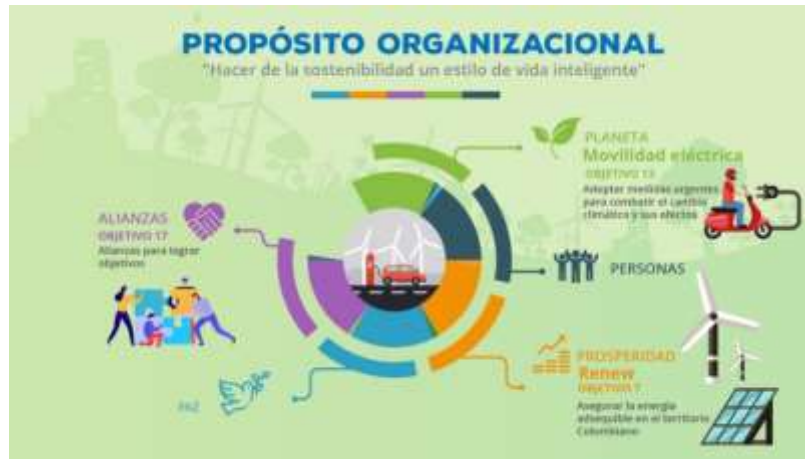 PROPÓSITO ORGANIZACIONAL
"Hacer de la sostenibilidad un estilo de vida inteligente"
PLANETA
Movilidad eléctrica
OBJETIVO 13
Adoptar medidas urgentes
para combatir el cambio
climático y sus efectos
ALIANZAS
OBJETIVO 17
Alianzas para lograr
objetivos
PERSONAS
PROSPERIDAD
Renew
OBJETIVO 7
Asegurar la energía
adsequible en el territorio
Colombiano
PAZ